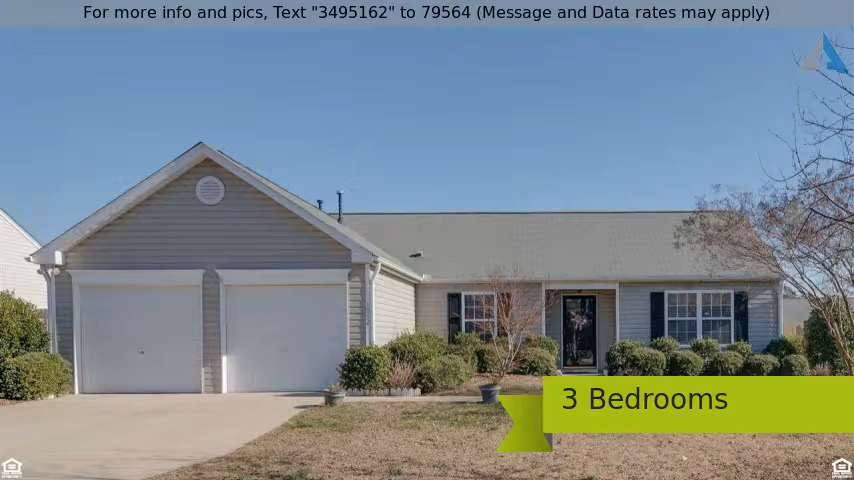 For more info and pics, Text "3495162" to 79564 (Message and Data rates may apply)
3 Bedrooms